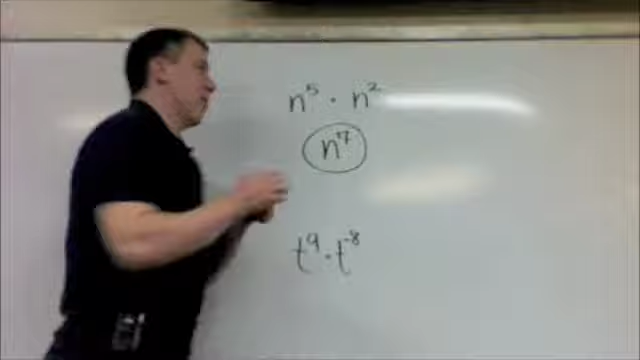 n⁵ · n²
n⁷
t⁹ · t⁻⁸